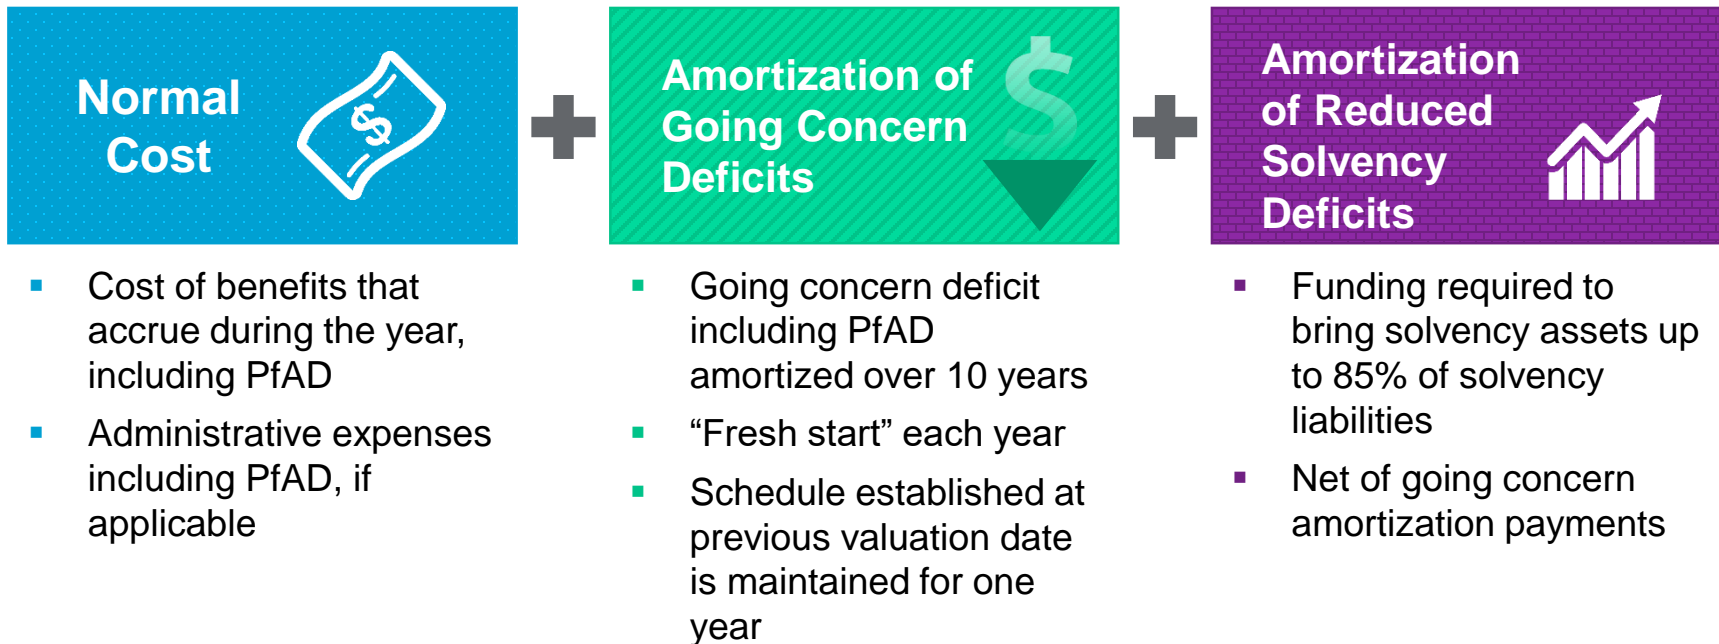 Normal
Cost
$
Amortization of
Going Concern
Deficits
$
Amortization
of Reduced
Solvency
Deficits
▪ Cost of benefits that
accrue during the year,
including PfAD
▪ Administrative expenses
including PfAD, if
applicable
▪ Going concern deficit
including PfAD
amortized over 10 years
▪ “Fresh start” each year
▪ Schedule established at
previous valuation date
is maintained for one
year
▪ Funding required to
bring solvency assets up
to 85% of solvency
liabilities
▪ Net of going concern
amortization payments